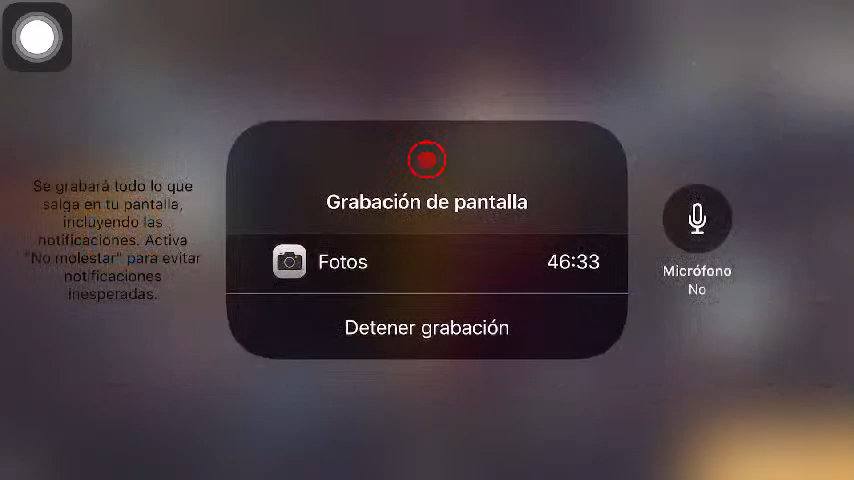 Se grabará todo lo que
salga en tu pantalla,
incluyendo las
notificaciones. Activa
"No molestar" para evitar
notificaciones
inesperadas.
Grabación de pantalla
Fotos 46:33
Detener grabación
Micrófono
No